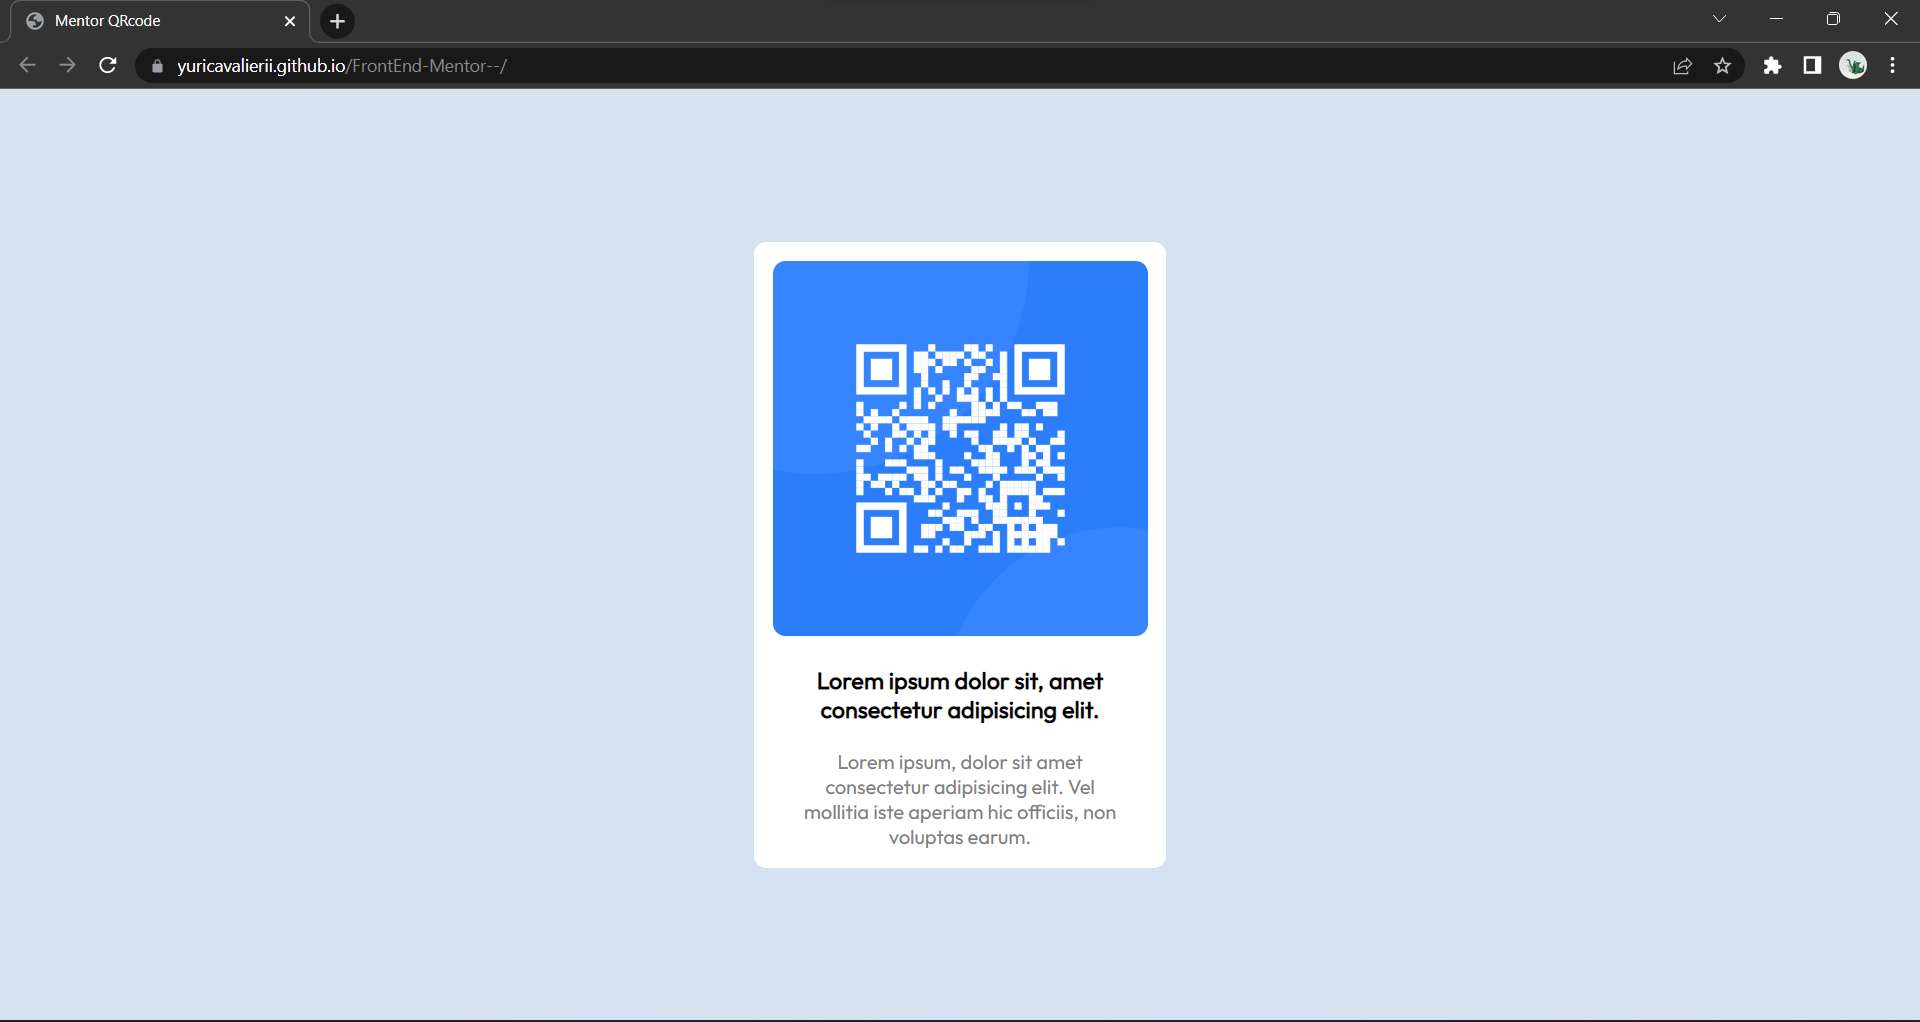 Mentor QRcode
yuricavalierii.github.io/FrontEnd-Mentor--/
Lorem ipsum dolor sit, amet
consectetur adipisicing elit.
Lorem ipsum, dolor sit amet
consectetur adipisicing elit. Vel
mollitia iste aperiam hic officiis, non
voluptas earum.